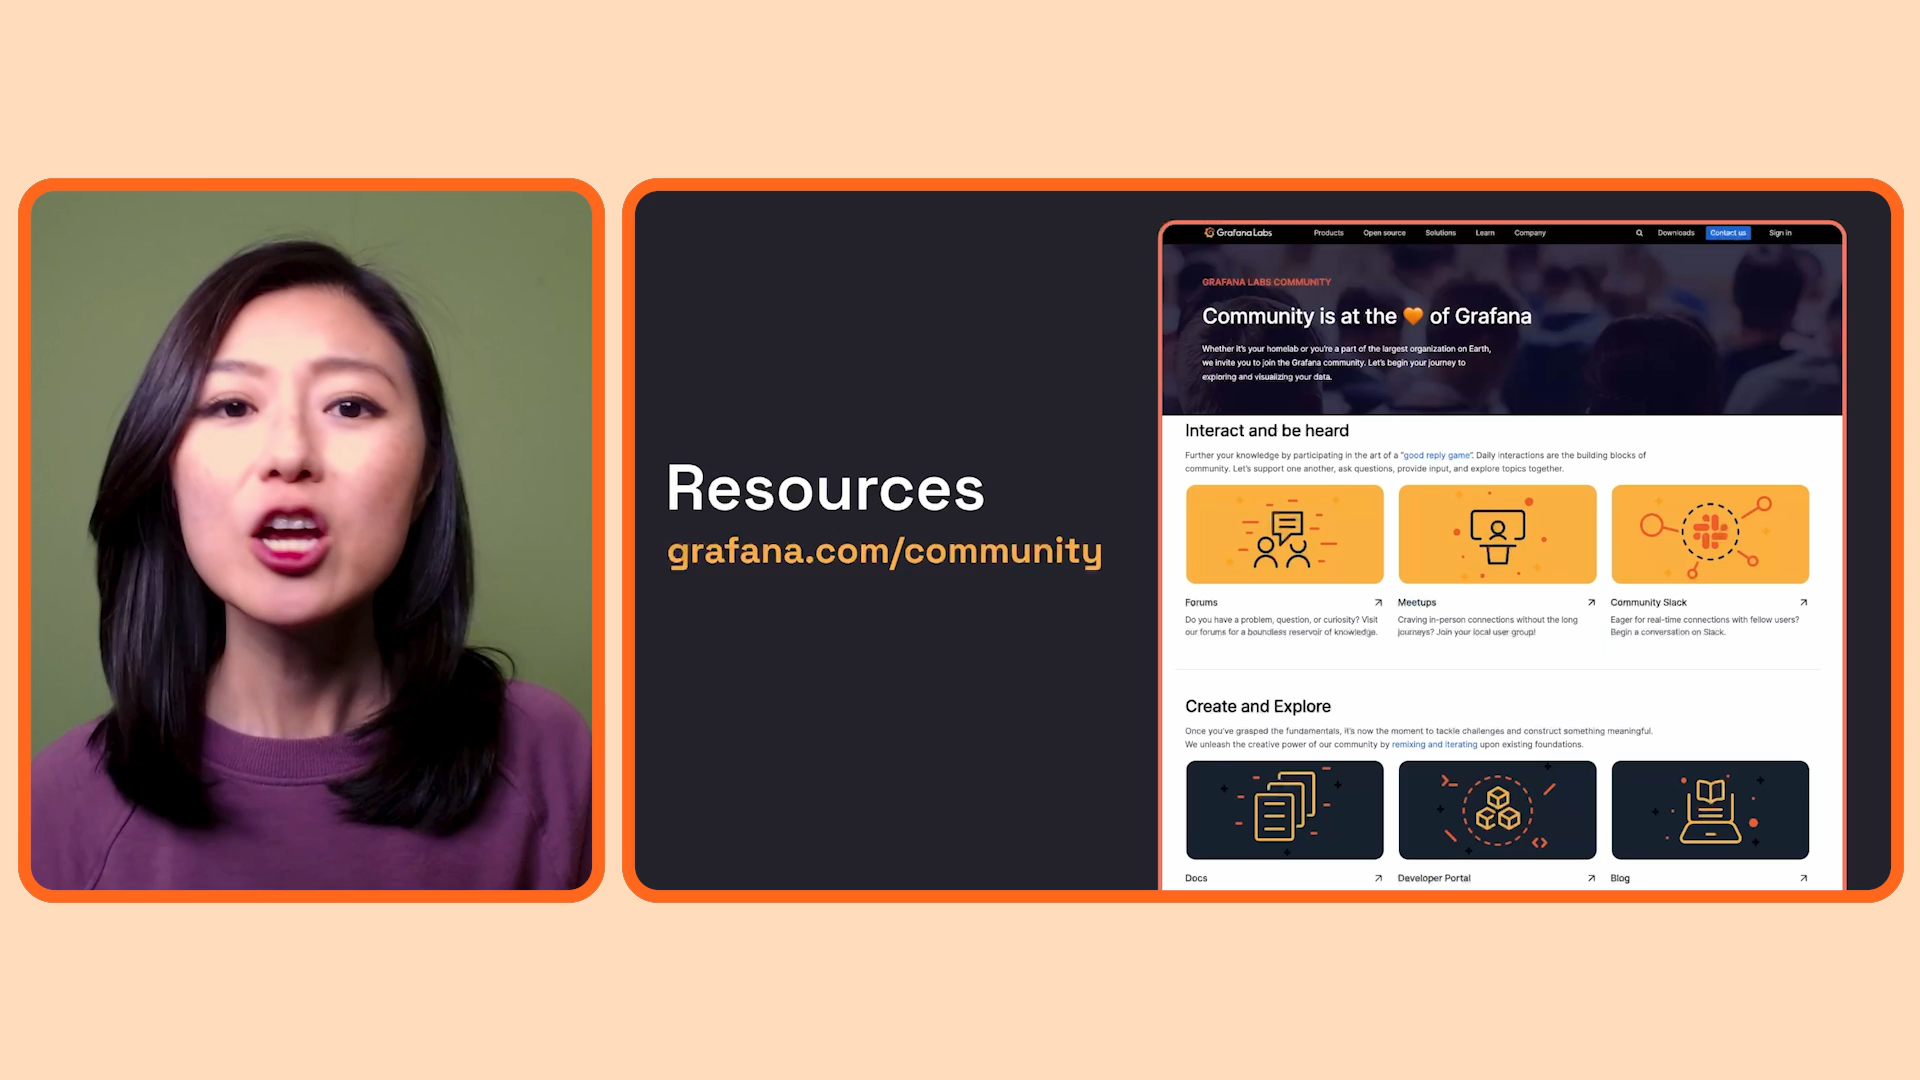 Resources
grafana.com/community
Grafana Labs
Products
Open source
Solutions
Learn
Company
Downloads
Contact us
Sign in
GRAFANA LABS COMMUNITY
Community is at the 🧡 of Grafana
Whether it's your homelab or you're a part of the largest organization on Earth,
we invite you to join the Grafana community. Let's begin your journey to
exploring and visualizing your data.
Interact and be heard
Further your knowledge by participating in the art of a "good reply game". Daily interactions are the building blocks of
community. Let's support one another, ask questions, provide input, and explore topics together.
Forums
Do you have a problem, question, or curiosity? Visit
our forums for a boundless reservoir of knowledge.
Meetups
Craving in-person connections without the long
journeys? Join your local user group!
Community Slack
Eager for real-time connections with fellow users?
Begin a conversation on Slack.
Create and Explore
Once you've grasped the fundamentals, it's now the moment to tackle challenges and construct something meaningful.
We unleash the creative power of our community by remixing and iterating upon existing foundations.
Docs
Developer Portal
Blog